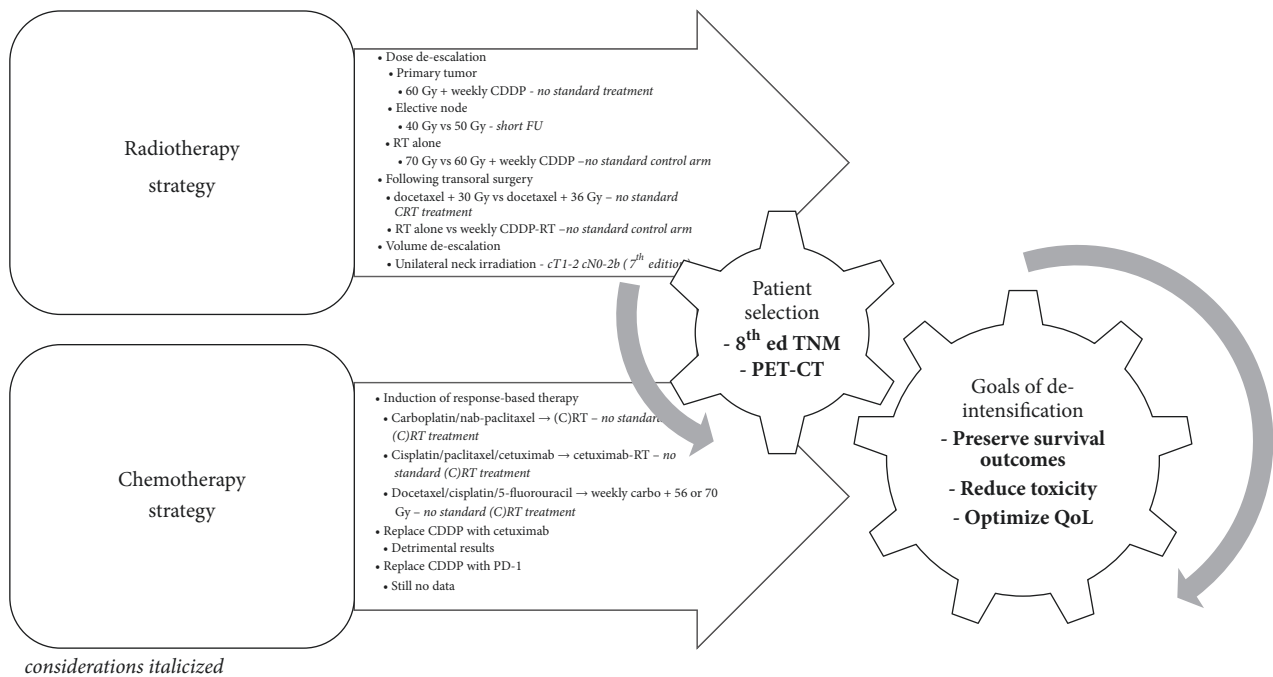 Radiotherapy
strategy
• Dose de-escalation
• Primary tumor
• 60 Gy + weekly CDDP - no standard treatment
• Elective node
• 40 Gy vs 50 Gy - short FU
• RT alone
• 70 Gy vs 60 Gy + weekly CDDP –no standard control arm
• Following transoral surgery
• docetaxel + 30 Gy vs docetaxel + 36 Gy – no standard
CRT treatment
• RT alone vs weekly CDDP-RT –no standard control arm
• Volume de-escalation
• Unilateral neck irradiation - cT1-2 cN0-2b ( 7th edition)
Chemotherapy
strategy
• Induction of response-based therapy
• Carboplatin/nab-paclitaxel → (C)RT – no standard
(C)RT treatment
• Cisplatin/paclitaxel/cetuximab → cetuximab-RT – no
standard (C)RT treatment
• Docetaxel/cisplatin/5-fluorouracil → weekly carbo + 56 or 70
Gy – no standard (C)RT treatment
• Replace CDDP with cetuximab
• Detrimental results
• Replace CDDP with PD-1
• Still no data
Patient
selection
- 8th ed TNM
- PET-CT
Goals of de-
intensification
- Preserve survival
outcomes
- Reduce toxicity
- Optimize QoL
considerations italicized